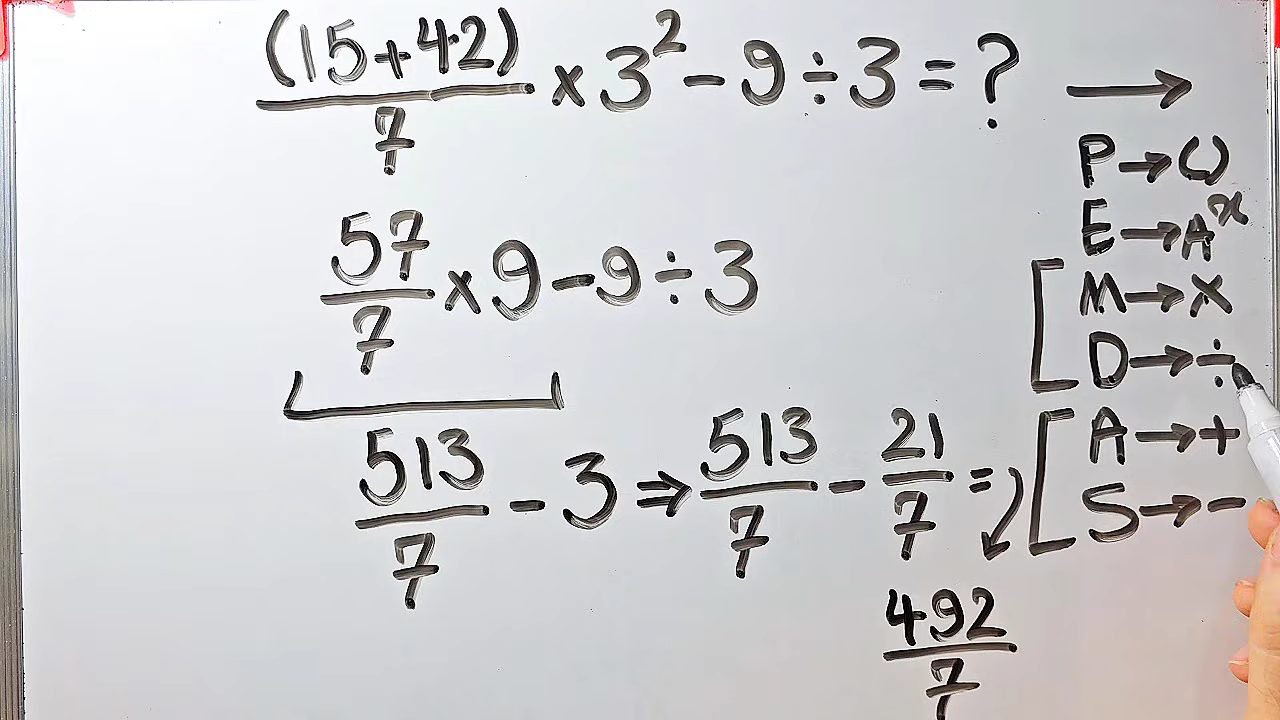 (15+42)/7 × 3² − 9 ÷ 3 = ? →
57/7 × 9 − 9 ÷ 3
513/7 − 3 ⇒ 513/7 − 21/7 =
492/7
P → ()
E → Aˣ
M → ×
D → ÷
A → +
S → −